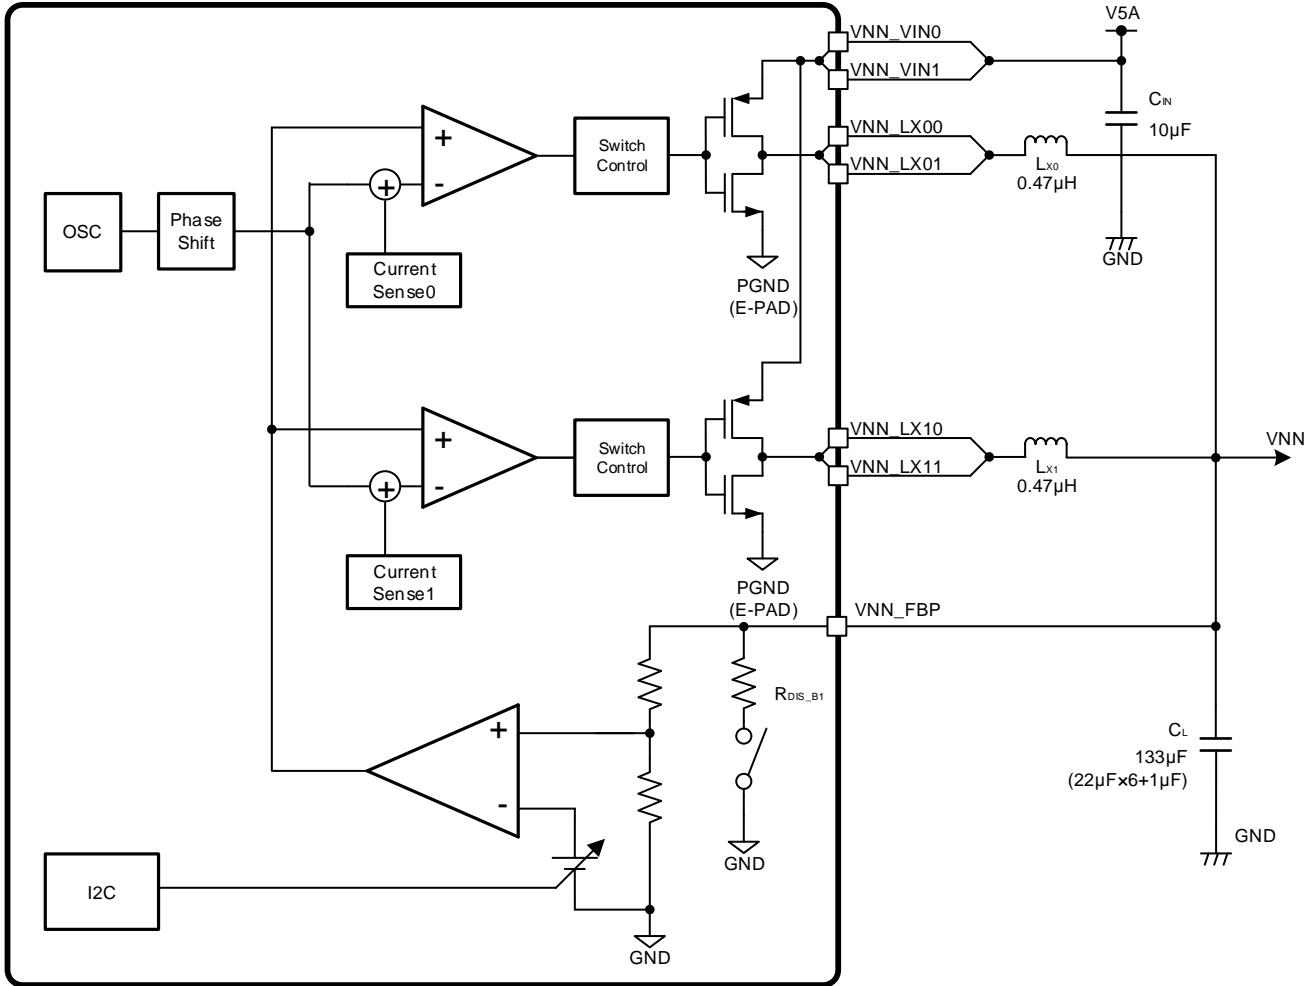 V5A
VNN_VIN0
VNN_VIN1
CIN
10µF
VNN_LX00
VNN_LX01
LX0
0.47µH
GND
+
-
Switch
Control
OSC
Phase
Shift
+
Current
Sense0
PGND
(E-PAD)
+
-
Switch
Control
VNN_LX10
VNN_LX11
LX1
0.47µH
VNN
+
Current
Sense1
PGND
(E-PAD)
VNN_FBP
RDIS_B1
+
-
CL
133µF
(22µF×6+1µF)
GND
GND
I2C
GND